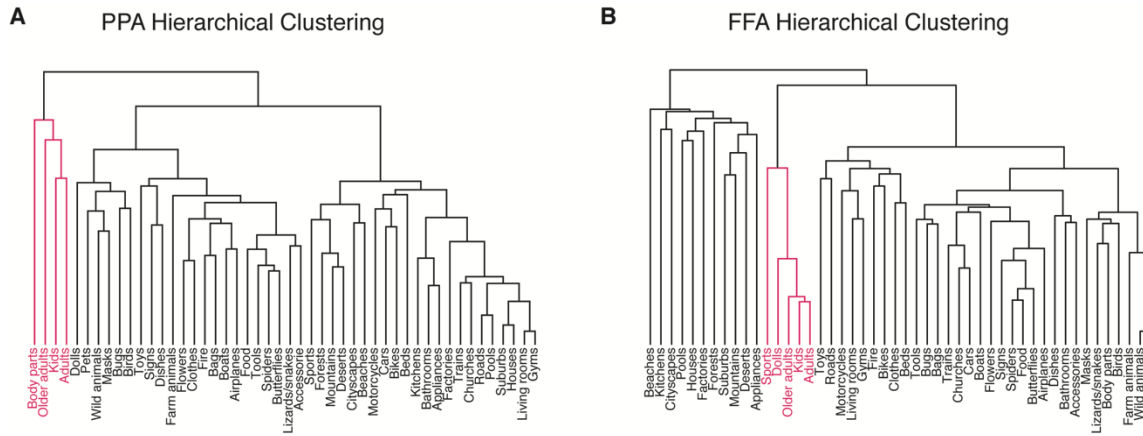 A
PPA Hierarchical Clustering
Body parts
Older adults
Kids
Adults
Dolls
Pets
Wild animals
Masks
Bugs
Birds
Toys
Signs
Dishes
Farm animals
Flowers
Clothes
Fire
Bags
Boats
Airplanes
Food
Tools
Spiders
Butterflies
Lizards/snakes
Accessorie
Sports
Forests
Mountains
Deserts
Cityscapes
Beaches
Motorcycles
Cars
Bikes
Beds
Kitchens
Bathrooms
Appliances
Factories
Trains
Churches
Roads
Pools
Suburbs
Houses
Living rooms
Gyms
B
FFA Hierarchical Clustering
Beaches
Kitchens
Cityscapes
Pools
Houses
Factories
Forests
Suburbs
Mountains
Deserts
Appliances
Sports
Dolls
Older adults
Kids
Adults
Toys
Roads
Motorcycles
Living rooms
Gyms
Fire
Bikes
Clothes
Beds
Tools
Bugs
Bags
Trains
Churches
Cars
Boats
Flowers
Signs
Spiders
Food
Butterflies
Airplanes
Dishes
Bathrooms
Accessories
Masks
Lizards/snakes
Body parts
Birds
Farm animals
Wild animals